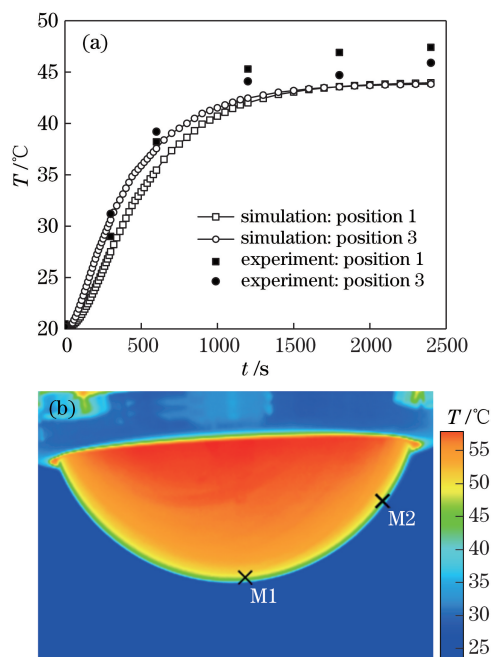 (a)
50
45
40
35
30
25
20
T /℃
simulation: position 1
simulation: position 3
experiment: position 1
experiment: position 3
0 500 1000 1500 2000 2500
t /s
(b)
T /℃
M2
M1
55
50
45
40
35
30
25